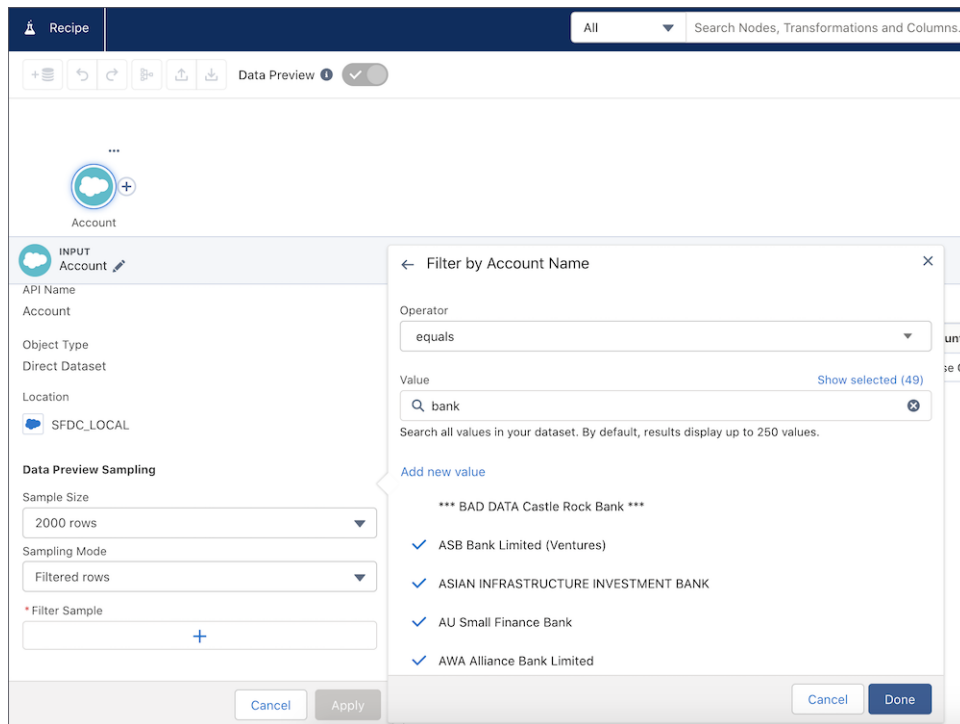 Recipe
All
Search Nodes, Transformations and Columns.
Data Preview
Account
INPUT
Account
API Name
Account
Object Type
Direct Dataset
Location
SFDC_LOCAL
Data Preview Sampling
Sample Size
2000 rows
Sampling Mode
Filtered rows
* Filter Sample
Cancel
Apply
Filter by Account Name
Operator
equals
Value
Show selected (49)
bank
Search all values in your dataset. By default, results display up to 250 values.
Add new value
*** BAD DATA Castle Rock Bank ***
ASB Bank Limited (Ventures)
ASIAN INFRASTRUCTURE INVESTMENT BANK
AU Small Finance Bank
AWA Alliance Bank Limited
Cancel
Done